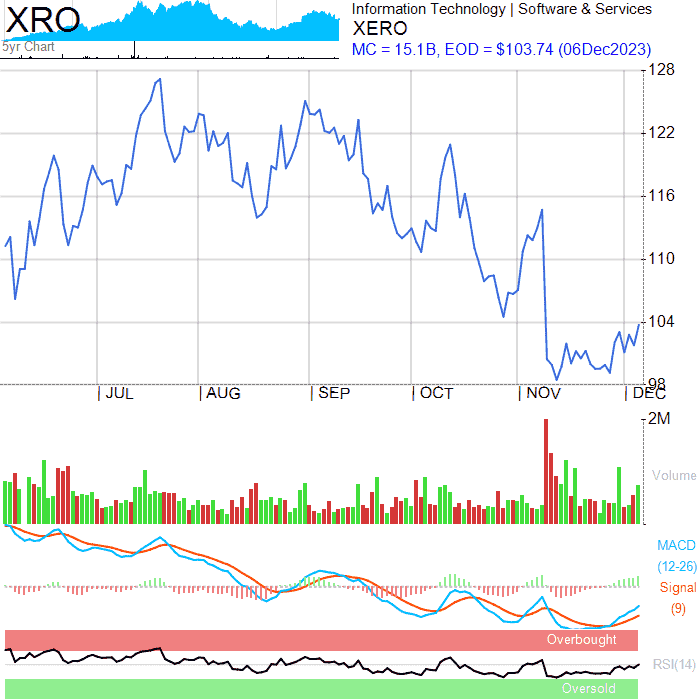 XRO
5yr Chart
Information Technology | Software & Services
XERO
MC = 15.1B, EOD = $103.74 (06Dec2023)
128
122
116
110
104
98
|JUL |AUG |SEP |OCT |NOV |DEC
2M
Volume
MACD
(12-26)
Signal
(9)
Overbought
RSI(14)
Oversold